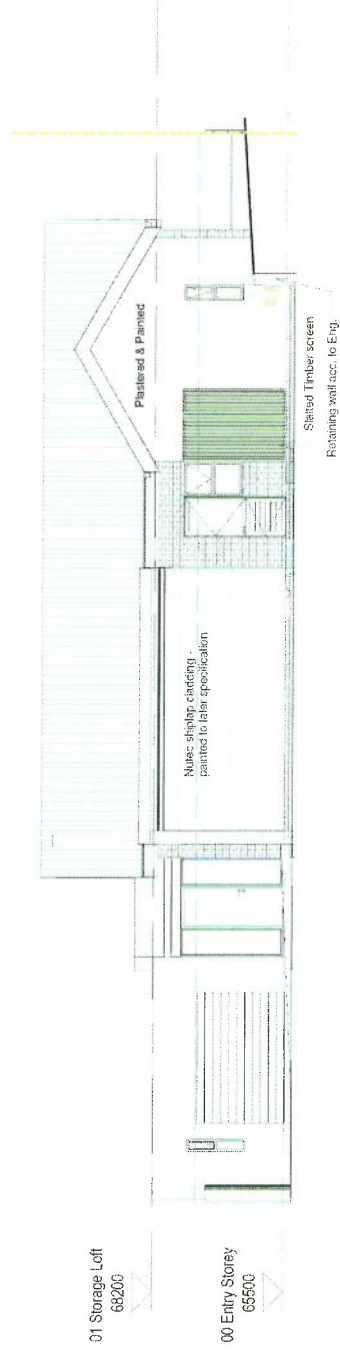 01 Storage Loft
68200
00 Entry Storey
65500
Nutec shiplap cladding -
painted to later specification
Plastered & Painted
Slatted Timber screen
Retaining wall acc. to Eng.